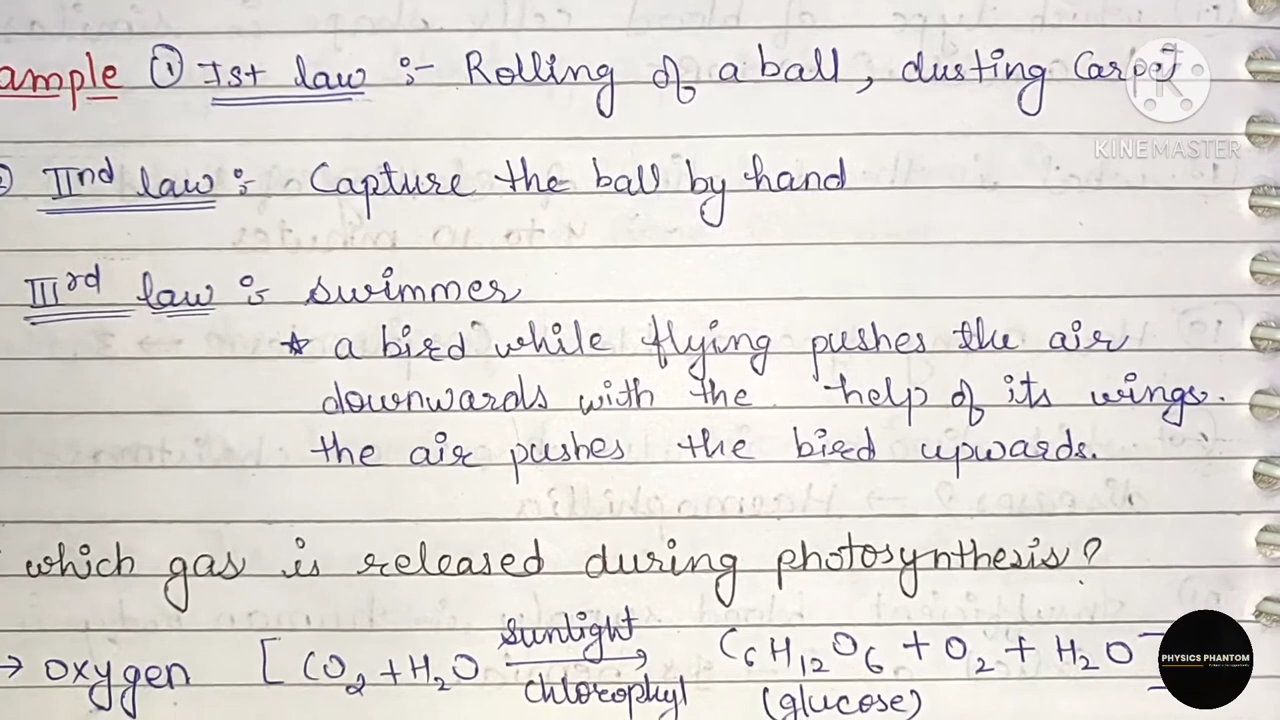 ample ① Ist law :- Rolling of a ball, dusting Carpet
KINEMASTER
IInd law :- Capture the ball by hand
IIIrd law :- swimmer
* a bird while flying pushes the air
downwards with the help of its wings.
the air pushes the bird upwards.
which gas is released during photosynthesis?
→ oxygen [CO2 + H2O sunlight → chlorophyl C6H12O6 + O2 + H2O
(glucose)
PHYSICS PHANTOM